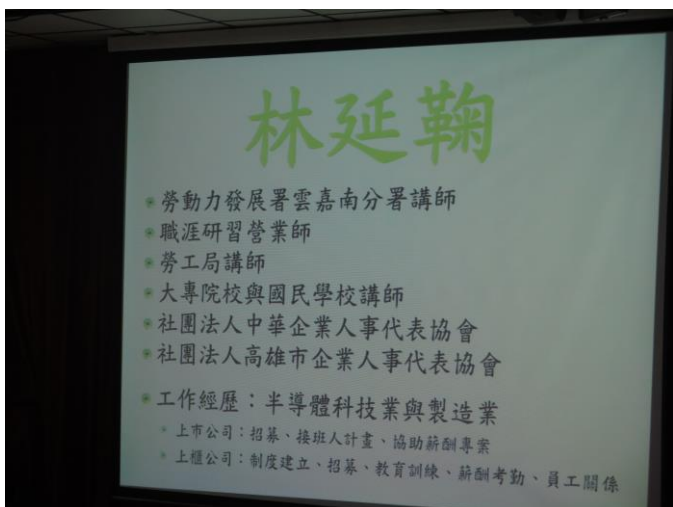 林延鞠
勞動力發展署雲嘉南分署講師
職涯研習營業師
勞工局講師
大專院校與國民學校講師
社團法人中華企業人事代表協會
社團法人高雄市企業人事代表協會
工作經歷：半導體科技業與製造業
上市公司：招募、接班人計畫、協助薪酬專案
上櫃公司：制度建立、招募、教育訓練、薪酬考勤、員工關係